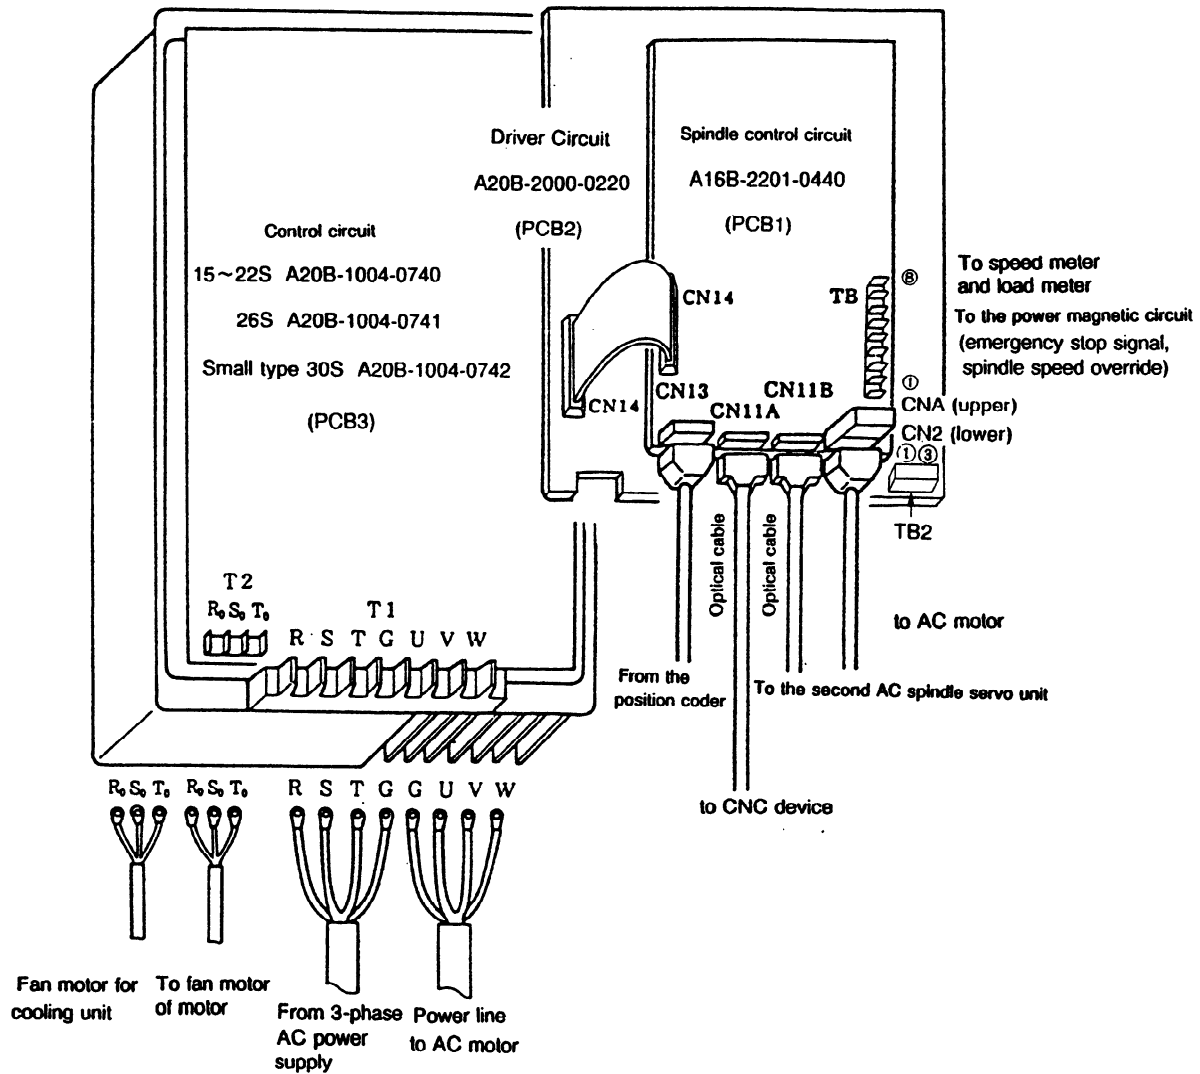 Driver Circuit
A20B-2000-0220
(PCB2)
Spindle control circuit
A16B-2201-0440
(PCB1)
Control circuit
15~22S A20B-1004-0740
26S A20B-1004-0741
Small type 30S A20B-1004-0742
(PCB3)
CN14
TB
⑧
To speed meter
and load meter
To the power magnetic circuit
(emergency stop signal,
spindle speed override)
①
CN14
CN13
CN11A
CN11B
CNA (upper)
CN2 (lower)
① ③
TB2
Optical cable
Optical cable
to AC motor
From the
position coder
To the second AC spindle servo unit
to CNC device
T2
R₀ S₀ T₀
T1
R S T G U V W
R₀ S₀ T₀ R₀ S₀ T₀ R S T G G U V W
Fan motor for
cooling unit
To fan motor
of motor
From 3-phase
AC power
supply
Power line
to AC motor